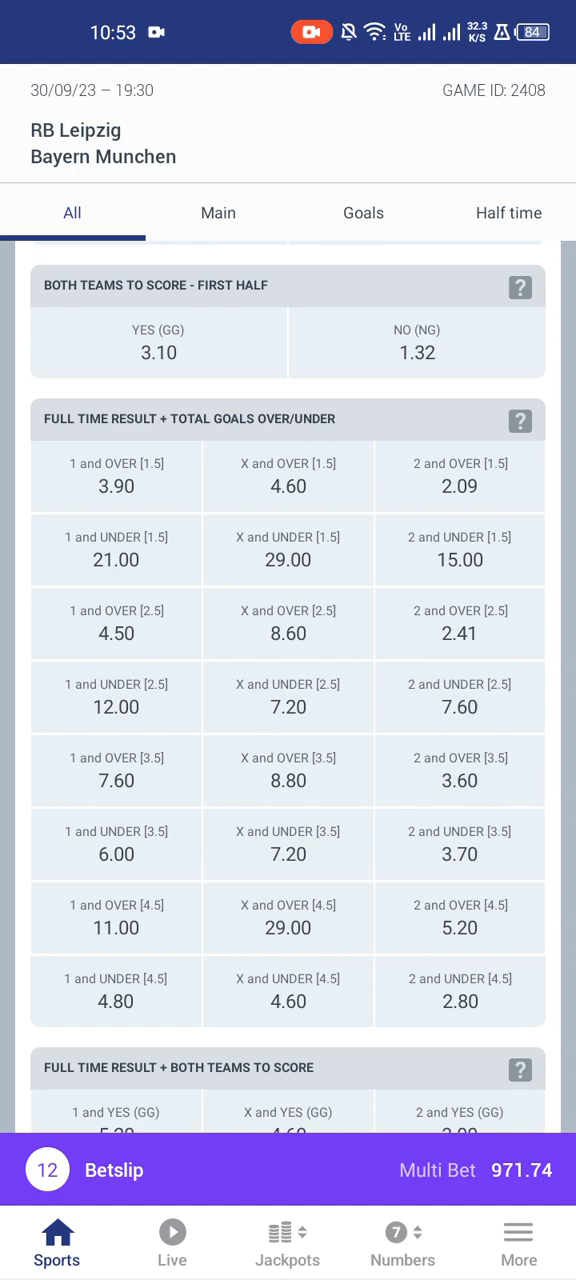 10:53
Vo LTE 32.3 K/S 84
30/09/23 – 19:30 GAME ID: 2408
RB Leipzig
Bayern Munchen
All Main Goals Half time
BOTH TEAMS TO SCORE - FIRST HALF ?
YES (GG) NO (NG)
3.10 1.32
FULL TIME RESULT + TOTAL GOALS OVER/UNDER ?
1 and OVER [1.5] X and OVER [1.5] 2 and OVER [1.5]
3.90 4.60 2.09
1 and UNDER [1.5] X and UNDER [1.5] 2 and UNDER [1.5]
21.00 29.00 15.00
1 and OVER [2.5] X and OVER [2.5] 2 and OVER [2.5]
4.50 8.60 2.41
1 and UNDER [2.5] X and UNDER [2.5] 2 and UNDER [2.5]
12.00 7.20 7.60
1 and OVER [3.5] X and OVER [3.5] 2 and OVER [3.5]
7.60 8.80 3.60
1 and UNDER [3.5] X and UNDER [3.5] 2 and UNDER [3.5]
6.00 7.20 3.70
1 and OVER [4.5] X and OVER [4.5] 2 and OVER [4.5]
11.00 29.00 5.20
1 and UNDER [4.5] X and UNDER [4.5] 2 and UNDER [4.5]
4.80 4.60 2.80
FULL TIME RESULT + BOTH TEAMS TO SCORE ?
1 and YES (GG) X and YES (GG) 2 and YES (GG)
12 Betslip Multi Bet 971.74
7
Sports Live Jackpots Numbers More